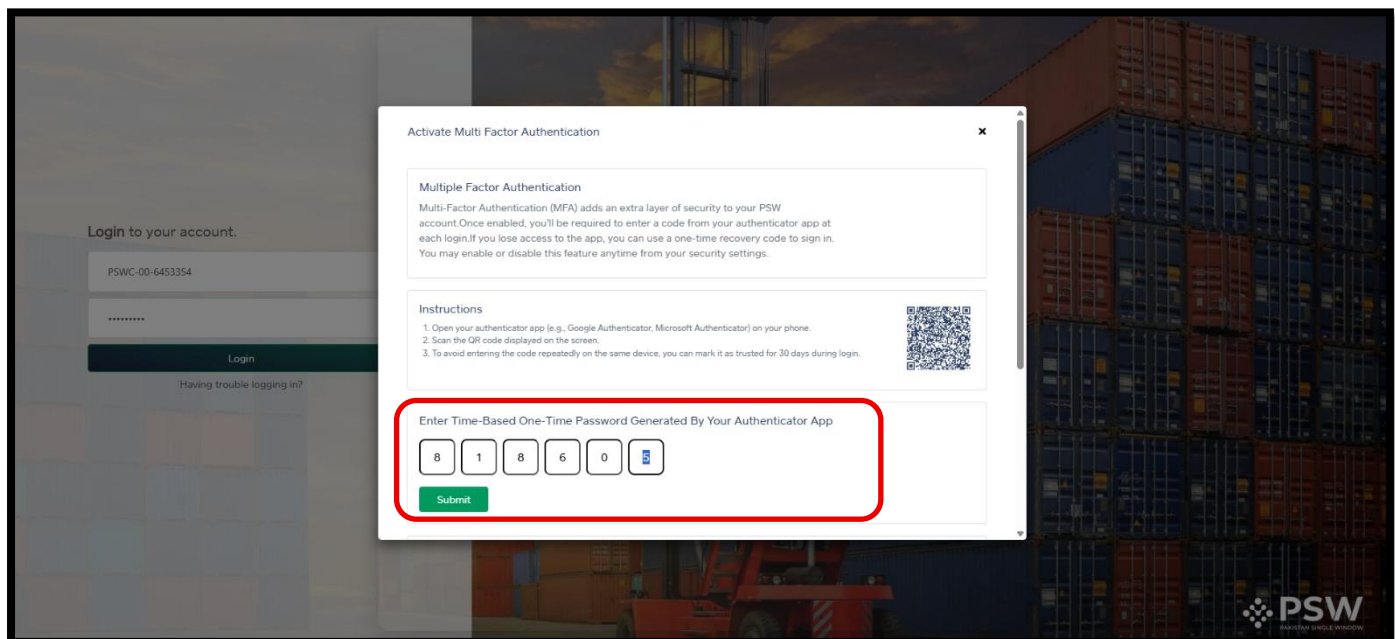 Activate Multi Factor Authentication
×
Multiple Factor Authentication
Multi-Factor Authentication (MFA) adds an extra layer of security to your PSW
account.Once enabled, you'll be required to enter a code from your authenticator app at
each login.If you lose access to the app, you can use a one-time recovery code to sign in.
You may enable or disable this feature anytime from your security settings.
Login to your account.
PSWC-00-6453354
•••••••••
Login
Having trouble logging in?
Instructions
1. Open your authenticator app (e.g., Google Authenticator, Microsoft Authenticator) on your phone.
2. Scan the QR code displayed on the screen.
3. To avoid entering the code repeatedly on the same device, you can mark it as trusted for 30 days during login.
Enter Time-Based One-Time Password Generated By Your Authenticator App
8 1 8 6 0 5
Submit
PSW
PAKISTAN SINGLE WINDOW